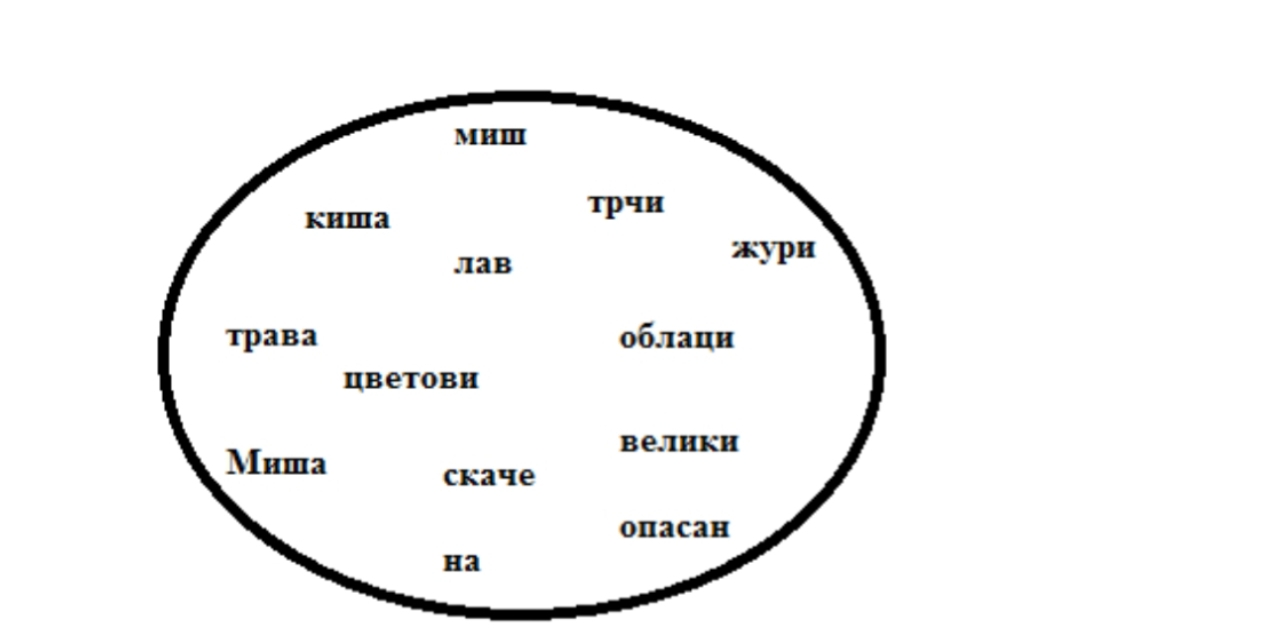 миш
трчи
киша
жури
лав
трава
облаци
цветови
велики
Миша
скаче
опасан
на